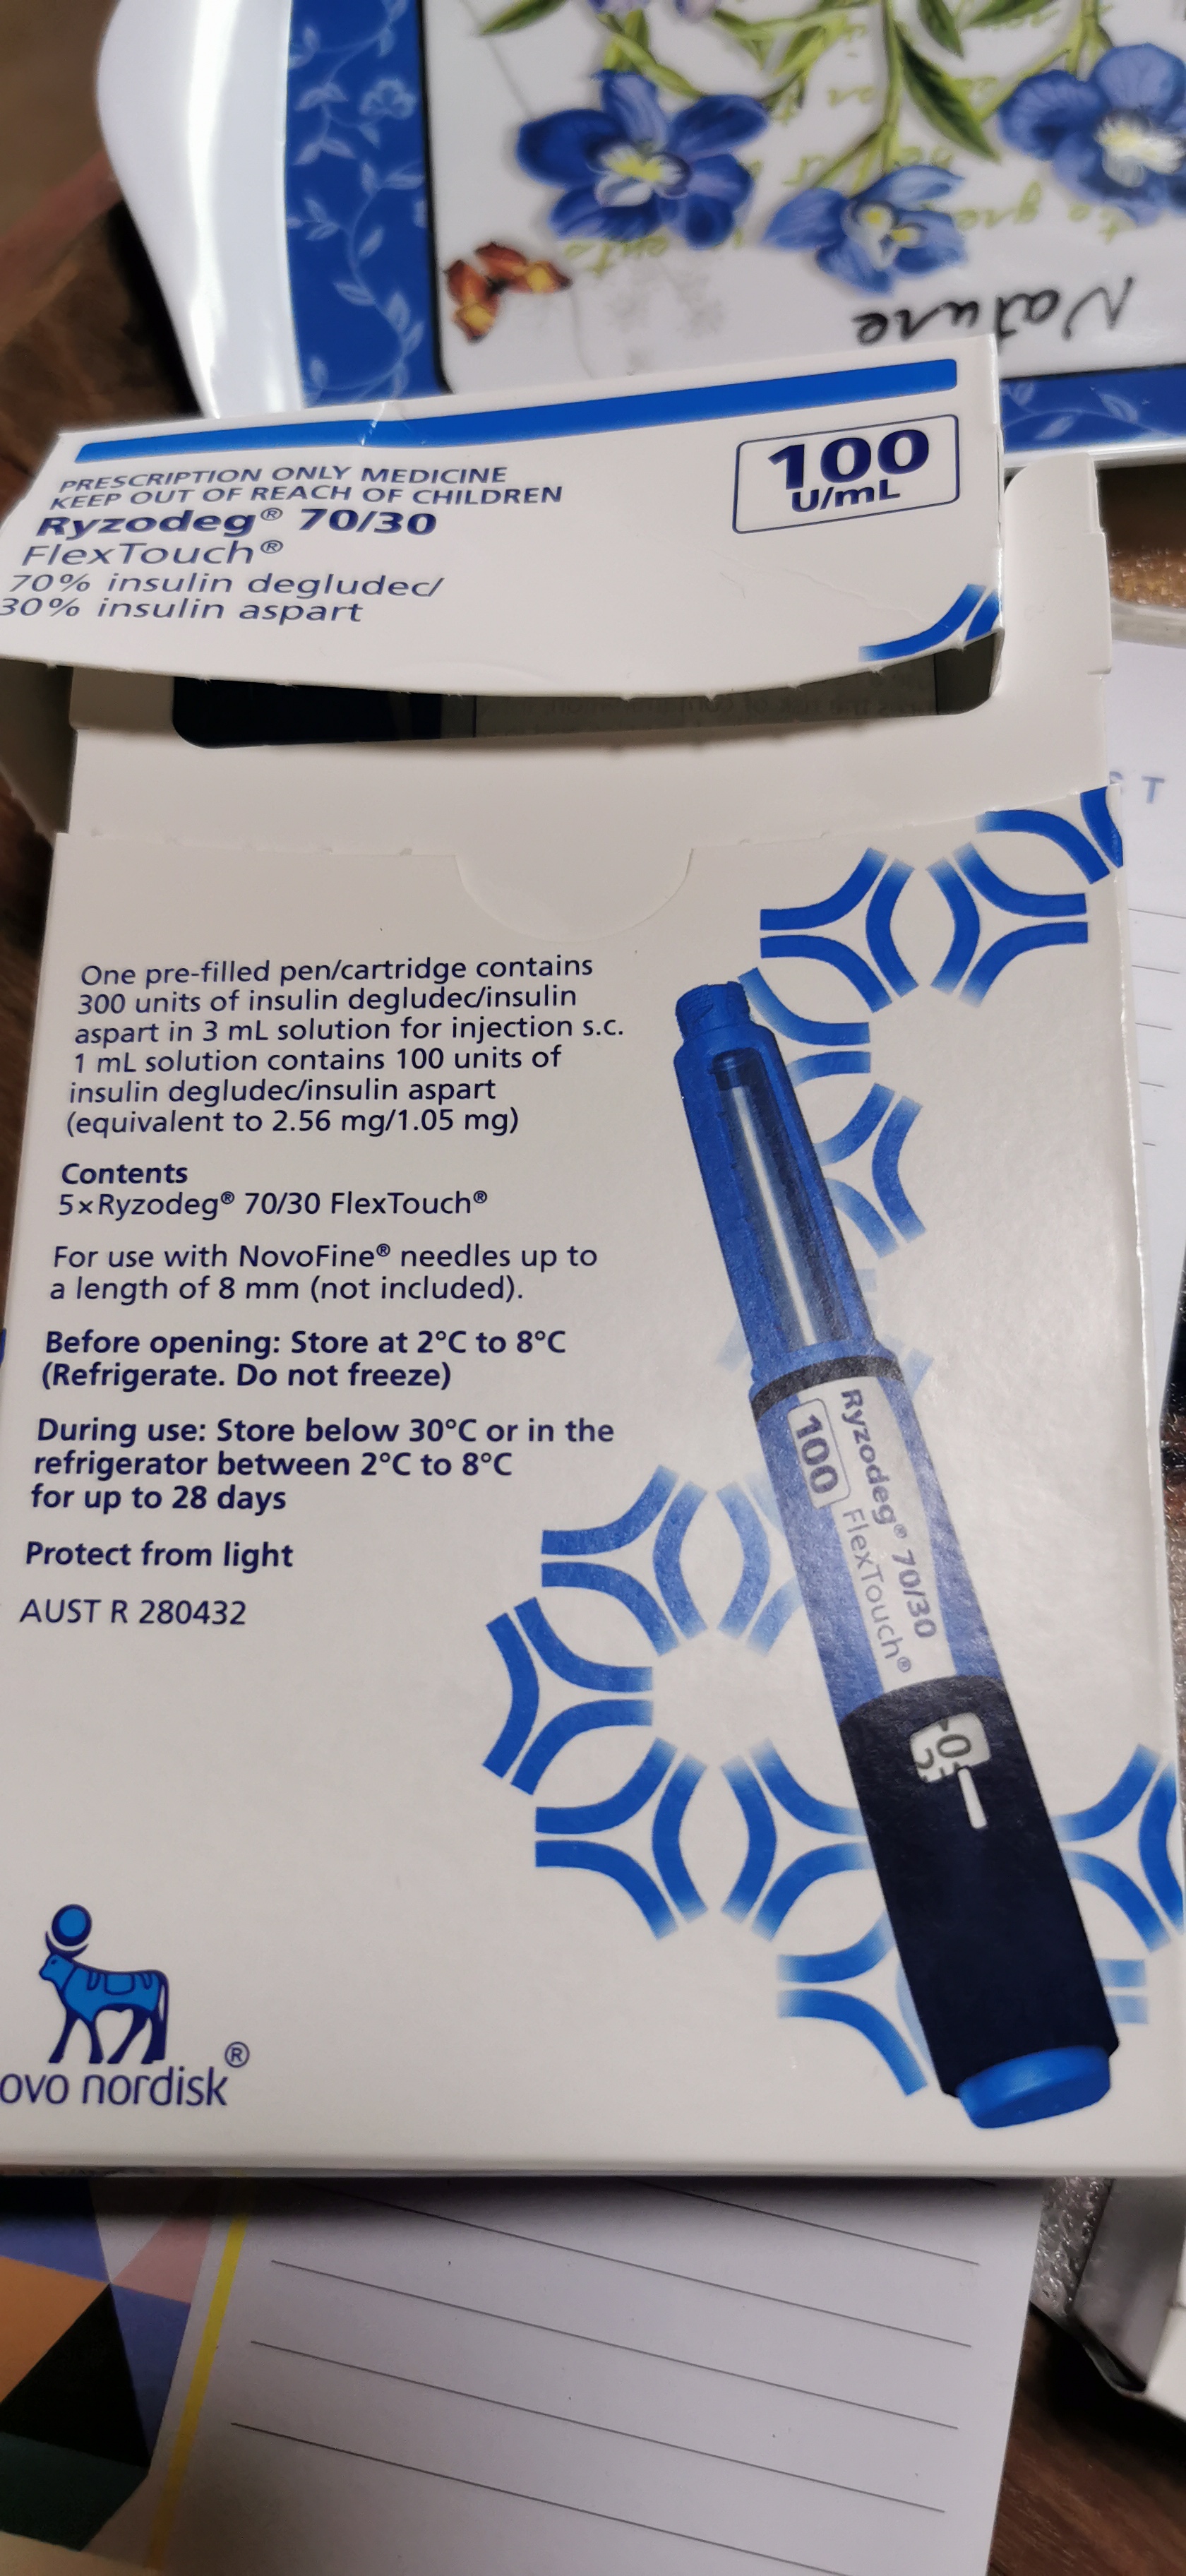 Nature
PRESCRIPTION ONLY MEDICINE
KEEP OUT OF REACH OF CHILDREN
Ryzodeg® 70/30
FlexTouch®
70% insulin degludec/
30% insulin aspart
100
U/mL
One pre-filled pen/cartridge contains
300 units of insulin degludec/insulin
aspart in 3 mL solution for injection s.c.
1 mL solution contains 100 units of
insulin degludec/insulin aspart
(equivalent to 2.56 mg/1.05 mg)
Contents
5×Ryzodeg® 70/30 FlexTouch®
For use with NovoFine® needles up to
a length of 8 mm (not included).
Before opening: Store at 2°C to 8°C
(Refrigerate. Do not freeze)
During use: Store below 30°C or in the
refrigerator between 2°C to 8°C
for up to 28 days
Protect from light
AUST R 280432
Ryzodeg® 70/30
100 FlexTouch®
0
ovo nordisk®